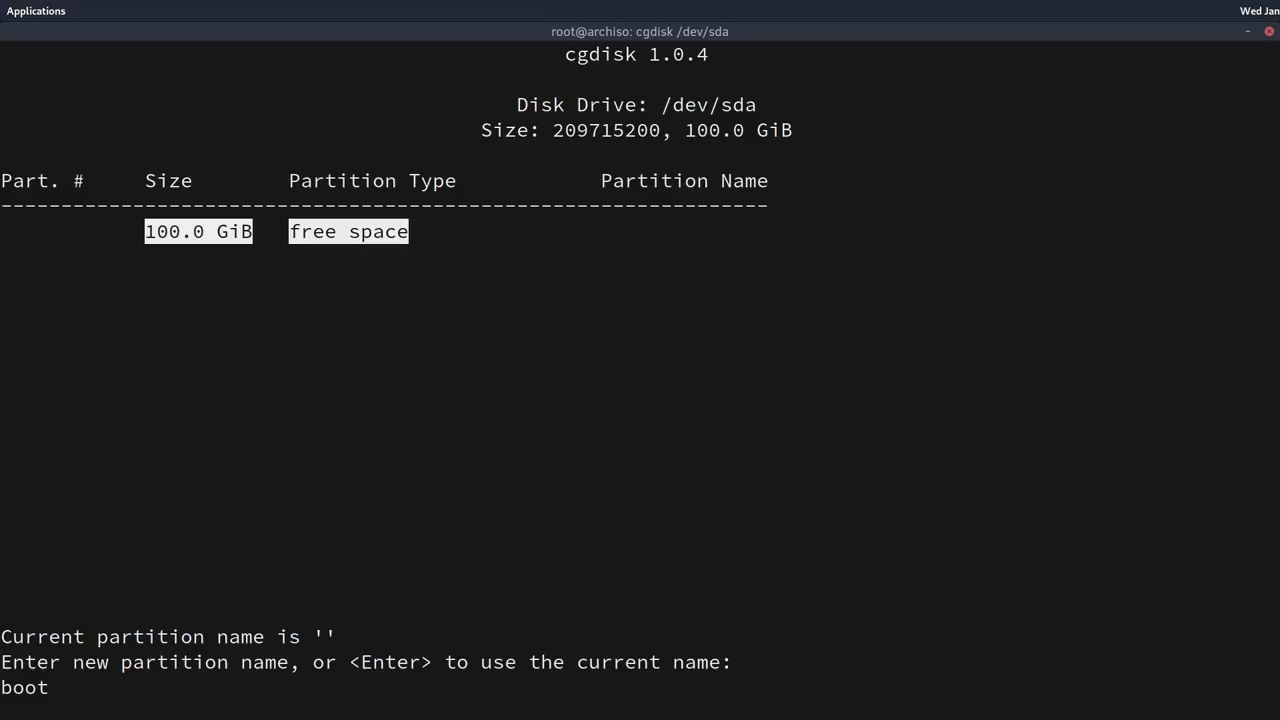 Applications
Wed Jan
root@archiso: cgdisk /dev/sda
cgdisk 1.0.4
Disk Drive: /dev/sda
Size: 209715200, 100.0 GiB
Part. # Size Partition Type Partition Name
----------------------------------------------------------------
100.0 GiB free space
Current partition name is ''
Enter new partition name, or <Enter> to use the current name:
boot